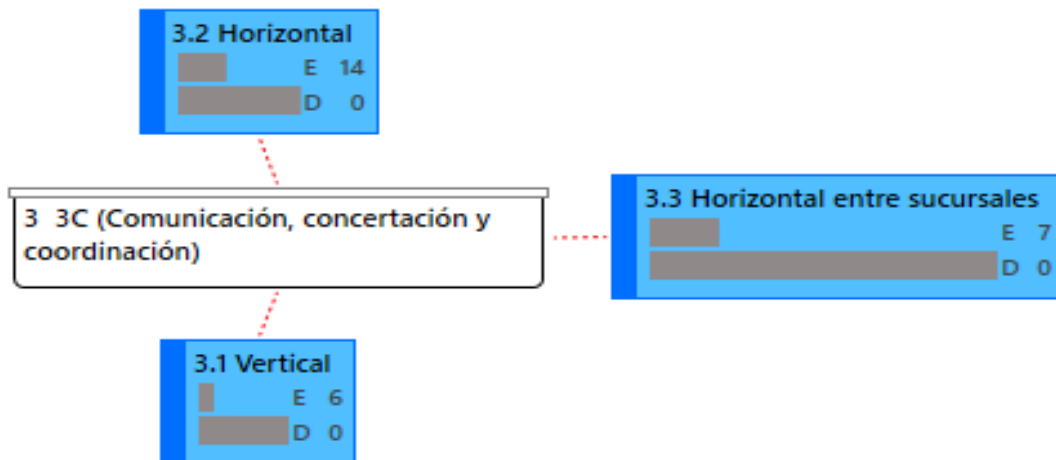 3.2 Horizontal
E 14
D 0
3 3C (Comunicación, concertación y
coordinación)
3.3 Horizontal entre sucursales
E 7
D 0
3.1 Vertical
E 6
D 0